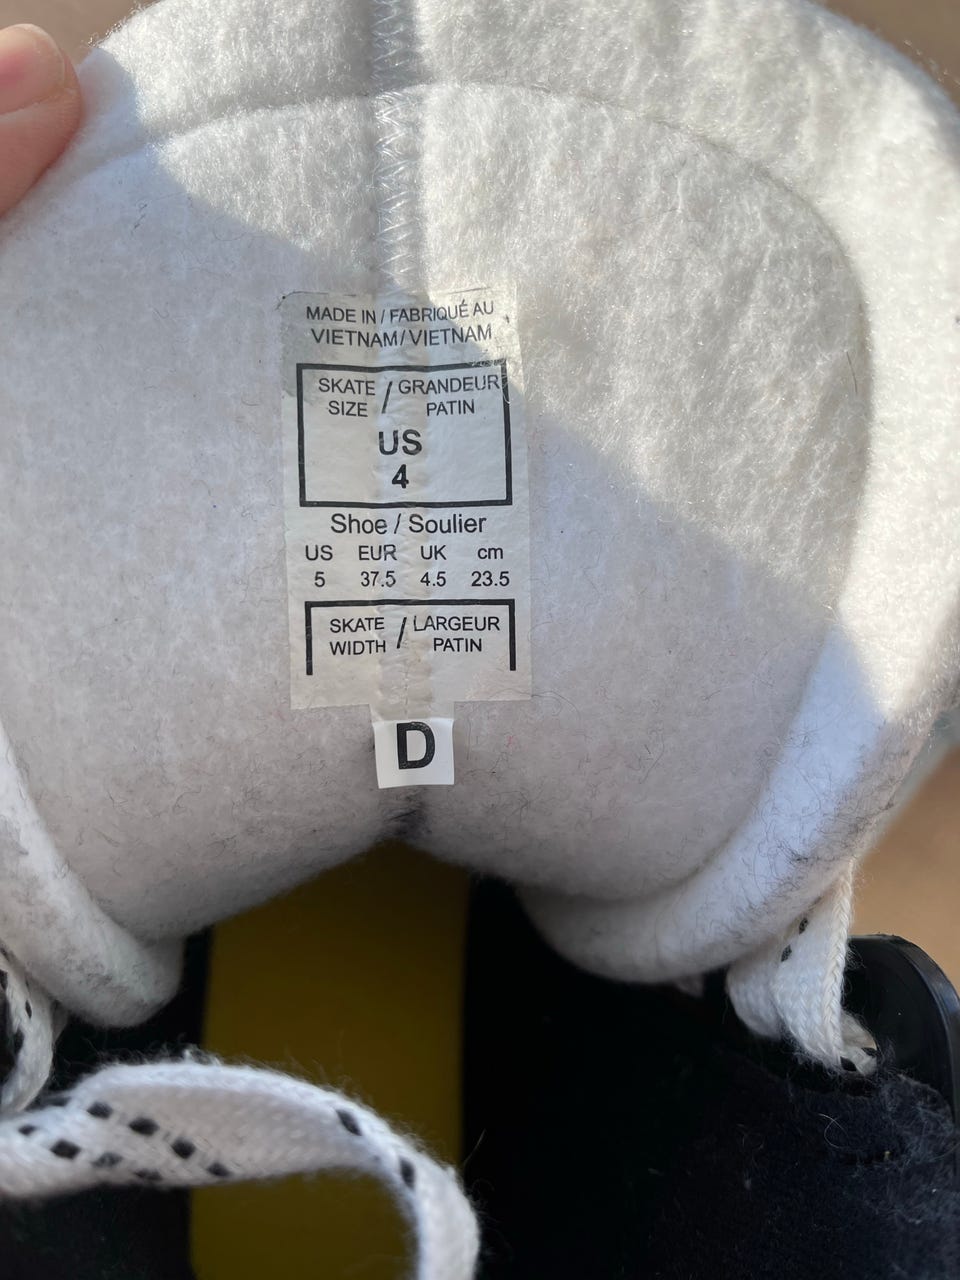 MADE IN / FABRIQUÉ AU
VIETNAM / VIETNAM
SKATE / GRANDEUR
SIZE PATIN
US
4
Shoe / Soulier
US EUR UK cm
5 37.5 4.5 23.5
SKATE / LARGEUR
WIDTH PATIN
D